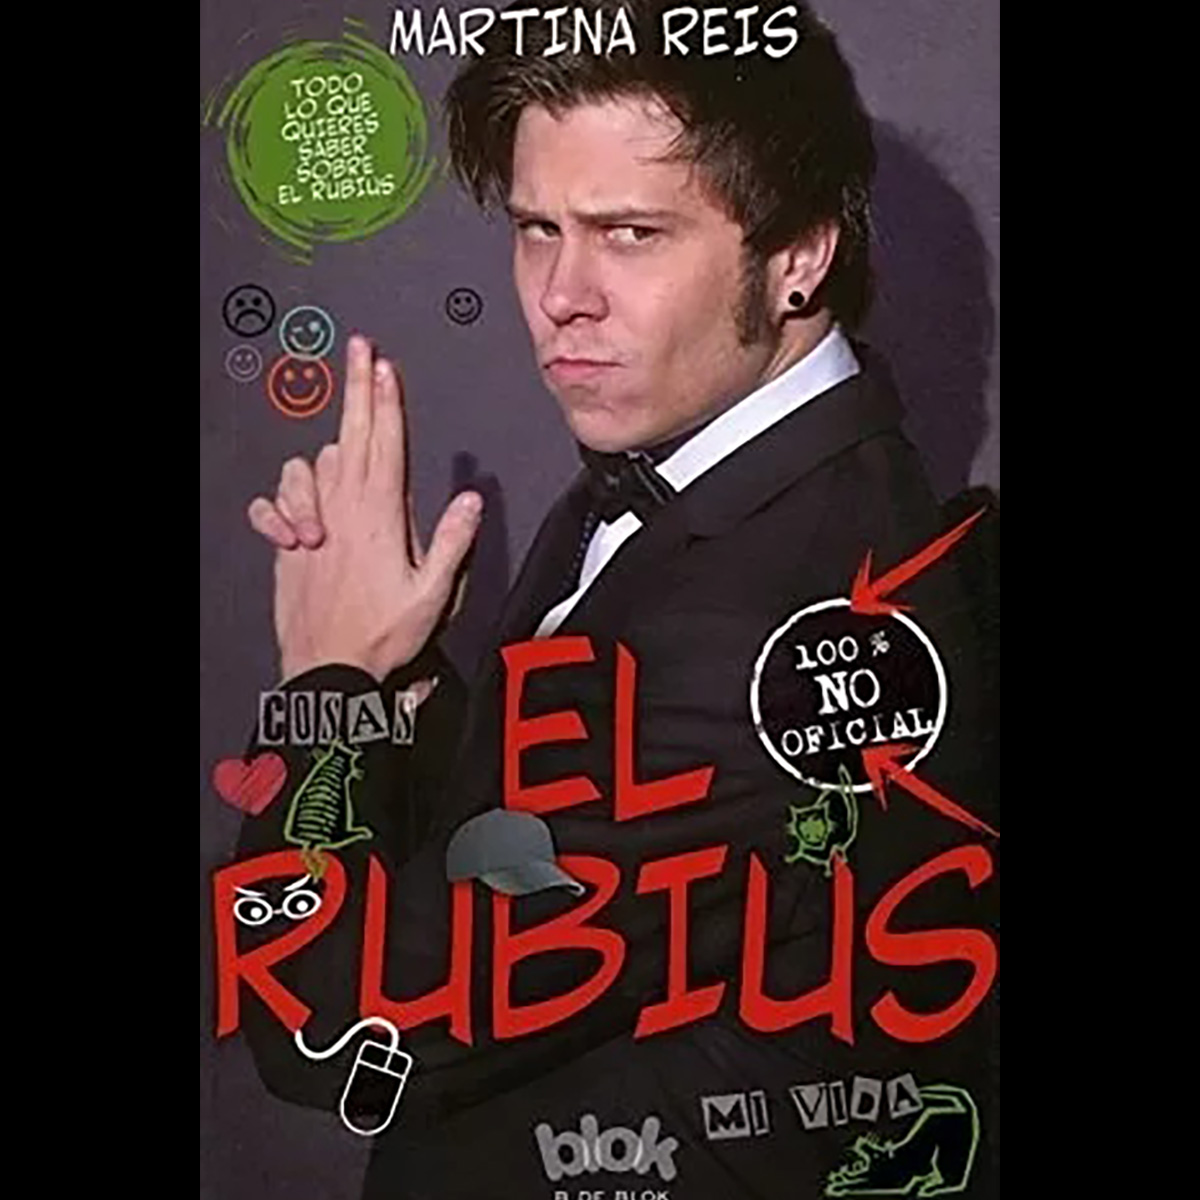 MARTINA REIS
TODO
LO QUE
QUIERES
SABER
SOBRE
EL RUBIUS
100 %
NO
OFICIAL
COSAS
EL
RUBIUS
MI VIDA
blok
B DE BLOK